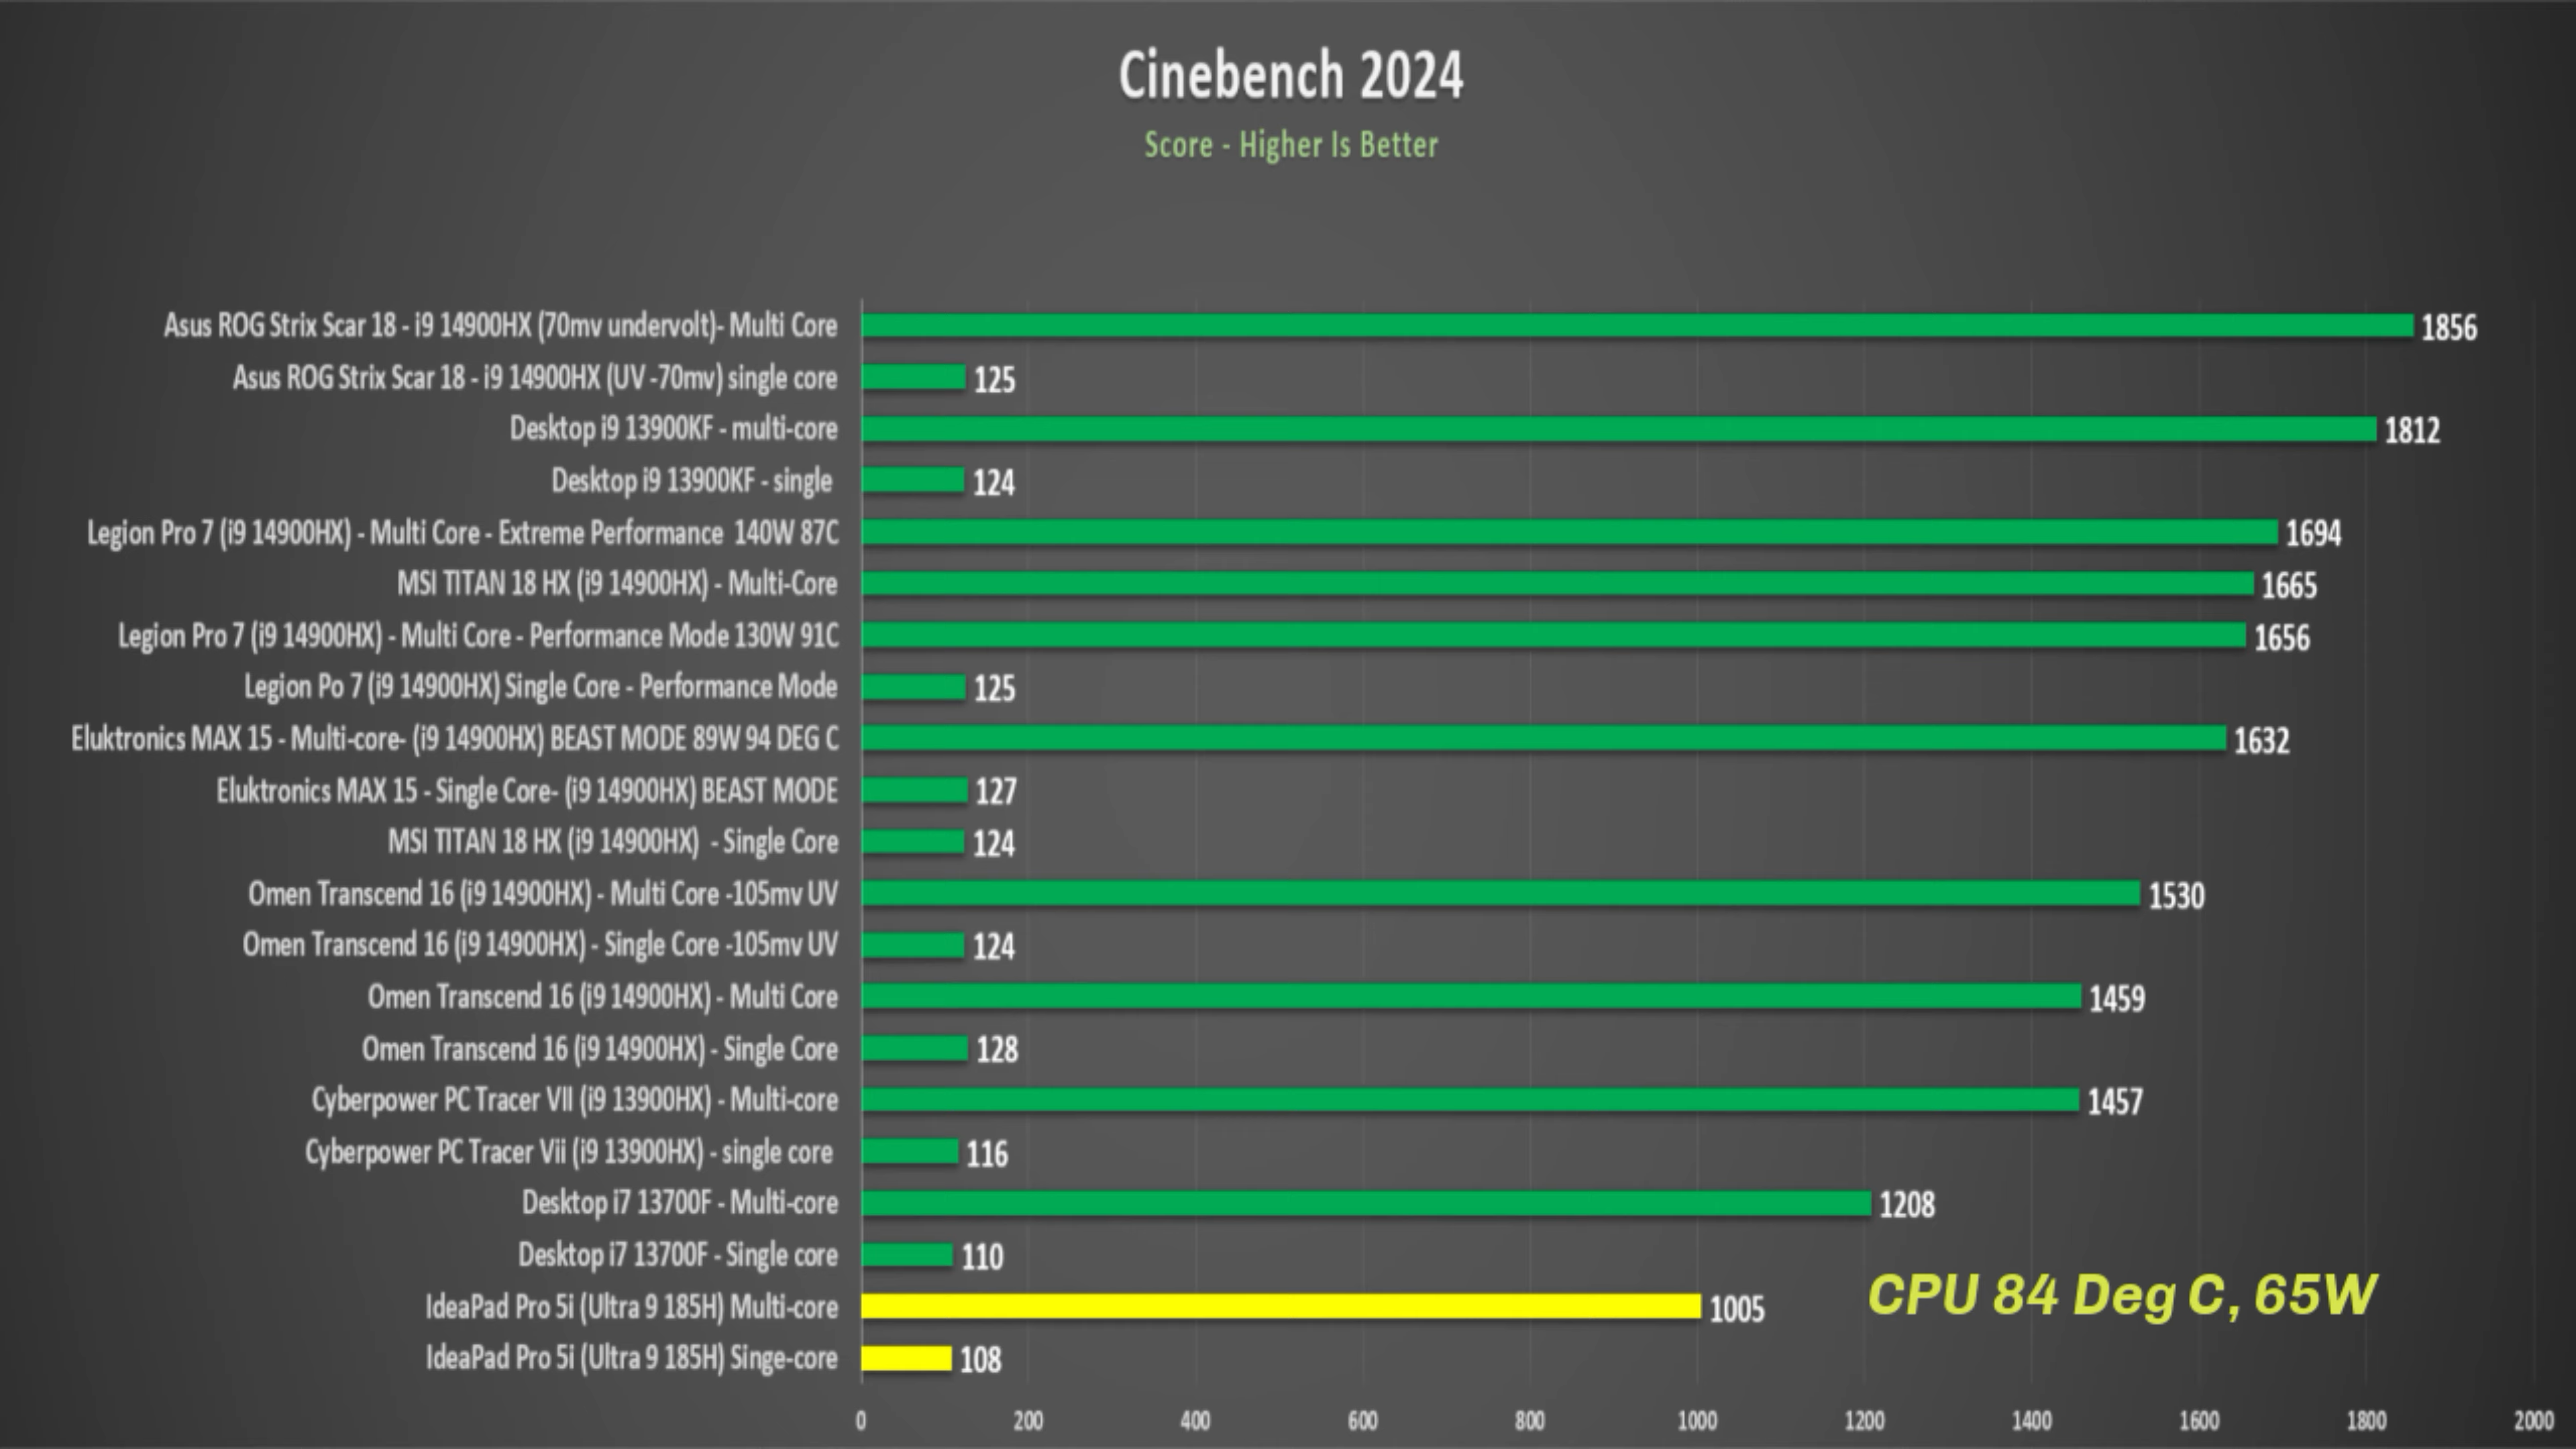 Cinebench 2024
Score - Higher Is Better
Asus ROG Strix Scar 18 - i9 14900HX (70mv undervolt)- Multi Core 1856
Asus ROG Strix Scar 18 - i9 14900HX (UV -70mv) single core 125
Desktop i9 13900KF - multi-core 1812
Desktop i9 13900KF - single 124
Legion Pro 7 (i9 14900HX) - Multi Core - Extreme Performance 140W 87C 1694
MSI TITAN 18 HX (i9 14900HX) - Multi-Core 1665
Legion Pro 7 (i9 14900HX) - Multi Core - Performance Mode 130W 91C 1656
Legion Po 7 (i9 14900HX) Single Core - Performance Mode 125
Eluktronics MAX 15 - Multi-core- (i9 14900HX) BEAST MODE 89W 94 DEG C 1632
Eluktronics MAX 15 - Single Core- (i9 14900HX) BEAST MODE 127
MSI TITAN 18 HX (i9 14900HX) - Single Core 124
Omen Transcend 16 (i9 14900HX) - Multi Core -105mv UV 1530
Omen Transcend 16 (i9 14900HX) - Single Core -105mv UV 124
Omen Transcend 16 (i9 14900HX) - Multi Core 1459
Omen Transcend 16 (i9 14900HX) - Single Core 128
Cyberpower PC Tracer VII (i9 13900HX) - Multi-core 1457
Cyberpower PC Tracer Vii (i9 13900HX) - single core 116
Desktop i7 13700F - Multi-core 1208
Desktop i7 13700F - Single core 110
IdeaPad Pro 5i (Ultra 9 185H) Multi-core 1005 CPU 84 Deg C, 65W
IdeaPad Pro 5i (Ultra 9 185H) Singe-core 108
0 200 400 600 800 1000 1200 1400 1600 1800 2000